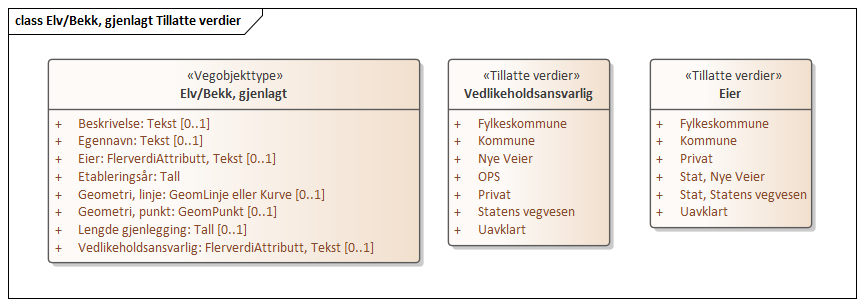 class Elv/Bekk, gjenlagt Tillatte verdier
«Vegobjekttype»
Elv/Bekk, gjenlagt
+ Beskrivelse: Tekst [0..1]
+ Egennavn: Tekst [0..1]
+ Eier: FlerverdiAttributt, Tekst [0..1]
+ Etableringsår: Tall
+ Geometri, linje: GeomLinje eller Kurve [0..1]
+ Geometri, punkt: GeomPunkt [0..1]
+ Lengde gjenlegging: Tall [0..1]
+ Vedlikeholdsansvarlig: FlerverdiAttributt, Tekst [0..1]
«Tillatte verdier»
Vedlikeholdsansvarlig
+ Fylkeskommune
+ Kommune
+ Nye Veier
+ OPS
+ Privat
+ Statens vegvesen
+ Uavklart
«Tillatte verdier»
Eier
+ Fylkeskommune
+ Kommune
+ Privat
+ Stat, Nye Veier
+ Stat, Statens vegvesen
+ Uavklart